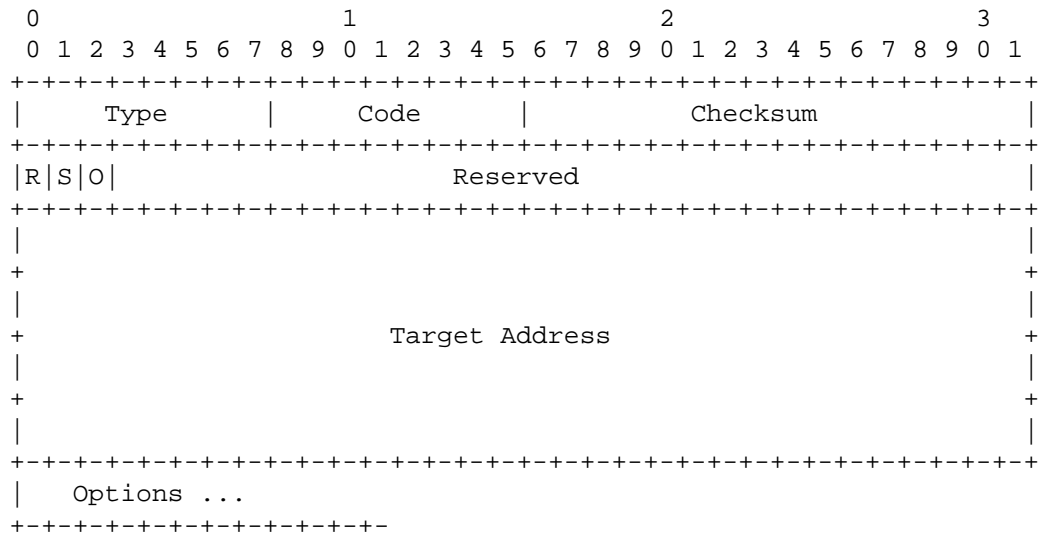 0                   1                   2                   3
 0 1 2 3 4 5 6 7 8 9 0 1 2 3 4 5 6 7 8 9 0 1 2 3 4 5 6 7 8 9 0 1
+-+-+-+-+-+-+-+-+-+-+-+-+-+-+-+-+-+-+-+-+-+-+-+-+-+-+-+-+-+-+-+-+
|     Type      |     Code      |          Checksum             |
+-+-+-+-+-+-+-+-+-+-+-+-+-+-+-+-+-+-+-+-+-+-+-+-+-+-+-+-+-+-+-+-+
|R|S|O|                     Reserved                            |
+-+-+-+-+-+-+-+-+-+-+-+-+-+-+-+-+-+-+-+-+-+-+-+-+-+-+-+-+-+-+-+-+
|                                                               |
+                                                               +
|                                                               |
+                       Target Address                          +
|                                                               |
+                                                               +
|                                                               |
+-+-+-+-+-+-+-+-+-+-+-+-+-+-+-+-+-+-+-+-+-+-+-+-+-+-+-+-+-+-+-+-+
|   Options ...
+-+-+-+-+-+-+-+-+-+-+-+-